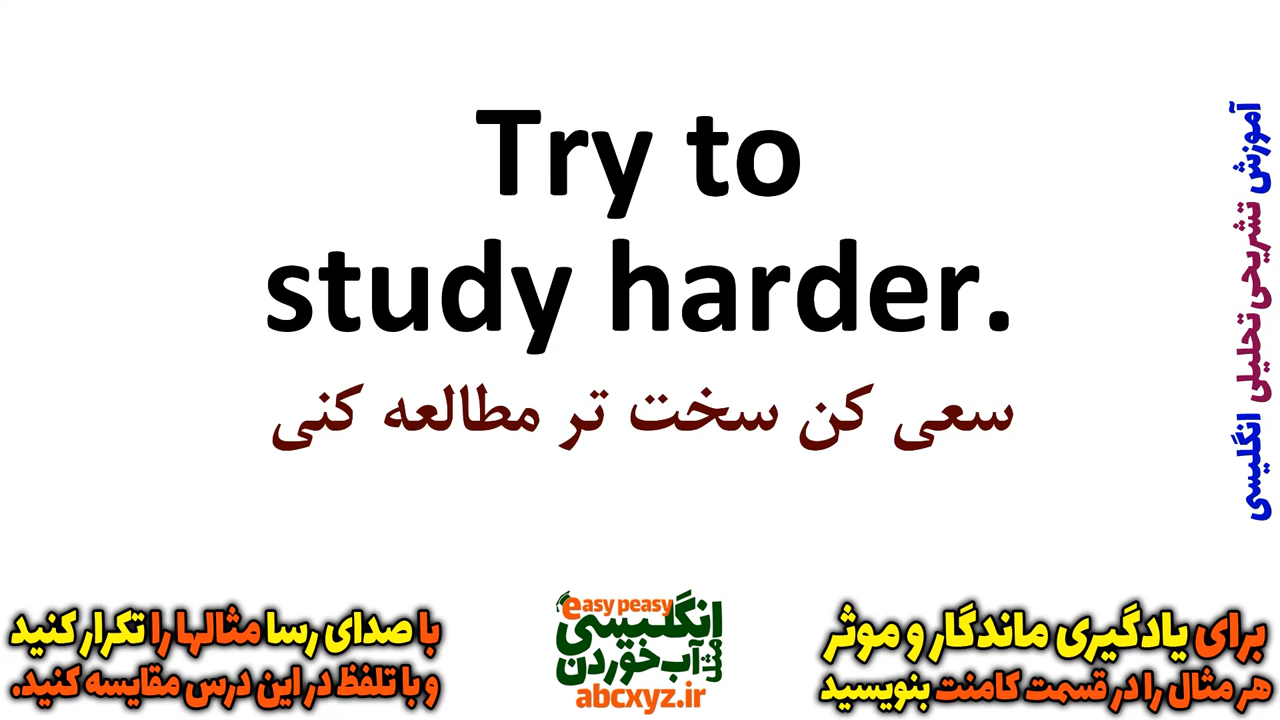 Try to
study harder.
سعی کن سخت تر مطالعه کنی
آموزش تشریحی تحلیلی انگلیسی
با صدای رسا مثالها را تکرار کنید
و با تلفظ در این درس مقایسه کنید.
easy peasy
انگلیسی
مثل آب خوردن
abcxyz.ir
برای یادگیری ماندگار و موثر
هر مثال را در قسمت کامنت بنویسید